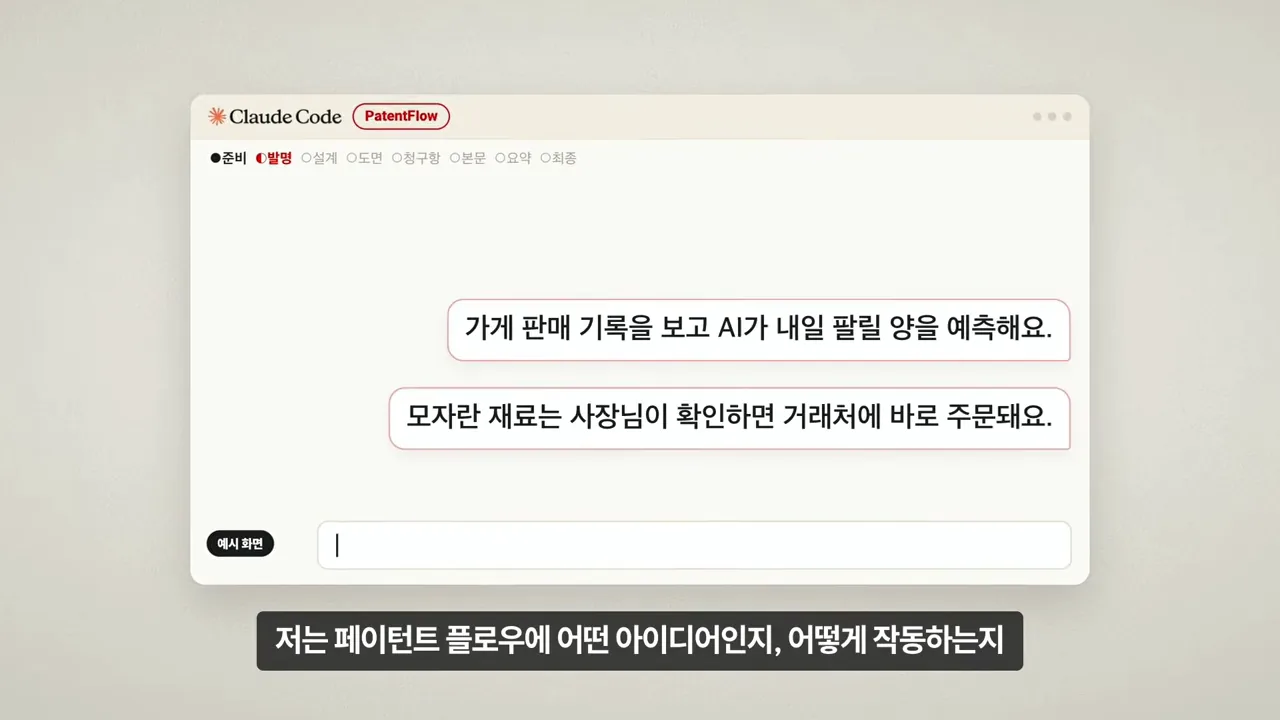 Claude Code PatentFlow
●준비 ◐발명 ○설계 ○도면 ○청구항 ○본문 ○요약 ○최종
가게 판매 기록을 보고 AI가 내일 팔릴 양을 예측해요.
모자란 재료는 사장님이 확인하면 거래처에 바로 주문돼요.
예시 화면
저는 페이턴트 플로우에 어떤 아이디어인지, 어떻게 작동하는지